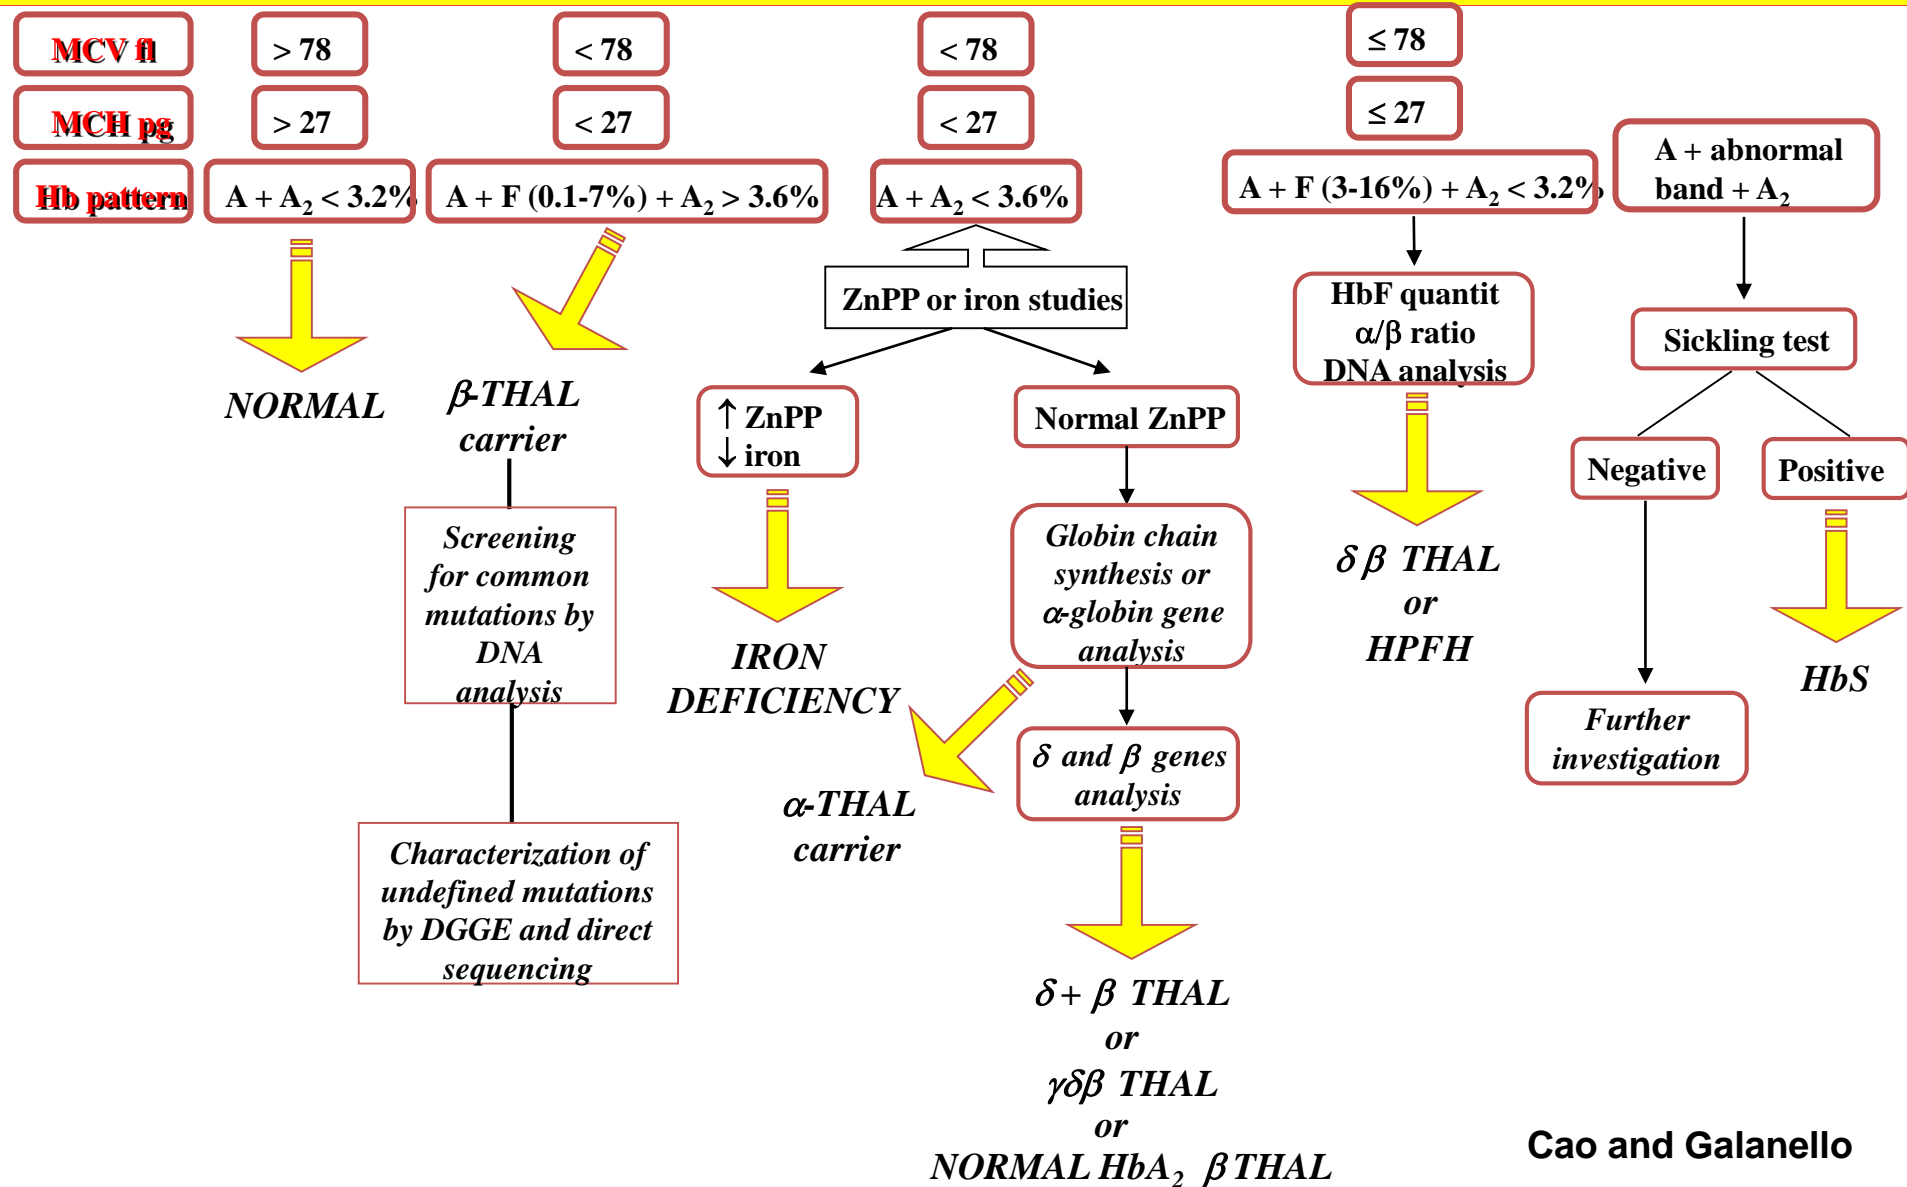 MCV fl
> 78
< 78
< 78
≤ 78
MCH pg
> 27
< 27
< 27
≤ 27
Hb pattern
A + A₂ < 3.2%
A + F (0.1-7%) + A₂ > 3.6%
A + A₂ < 3.6%
A + F (3-16%) + A₂ < 3.2%
A + abnormal
band + A₂
NORMAL
β-THAL
carrier
Screening
for common
mutations by
DNA
analysis
Characterization of
undefined mutations
by DGGE and direct
sequencing
ZnPP or iron studies
↑ ZnPP
↓ iron
IRON
DEFICIENCY
Normal ZnPP
Globin chain
synthesis or
α-globin gene
analysis
α-THAL
carrier
δ and β genes
analysis
δ + β THAL
or
γδβ THAL
or
NORMAL HbA₂ β THAL
HbF quantit
α/β ratio
DNA analysis
δ β THAL
or
HPFH
Sickling test
Negative
Positive
Further
investigation
HbS
Cao and Galanello